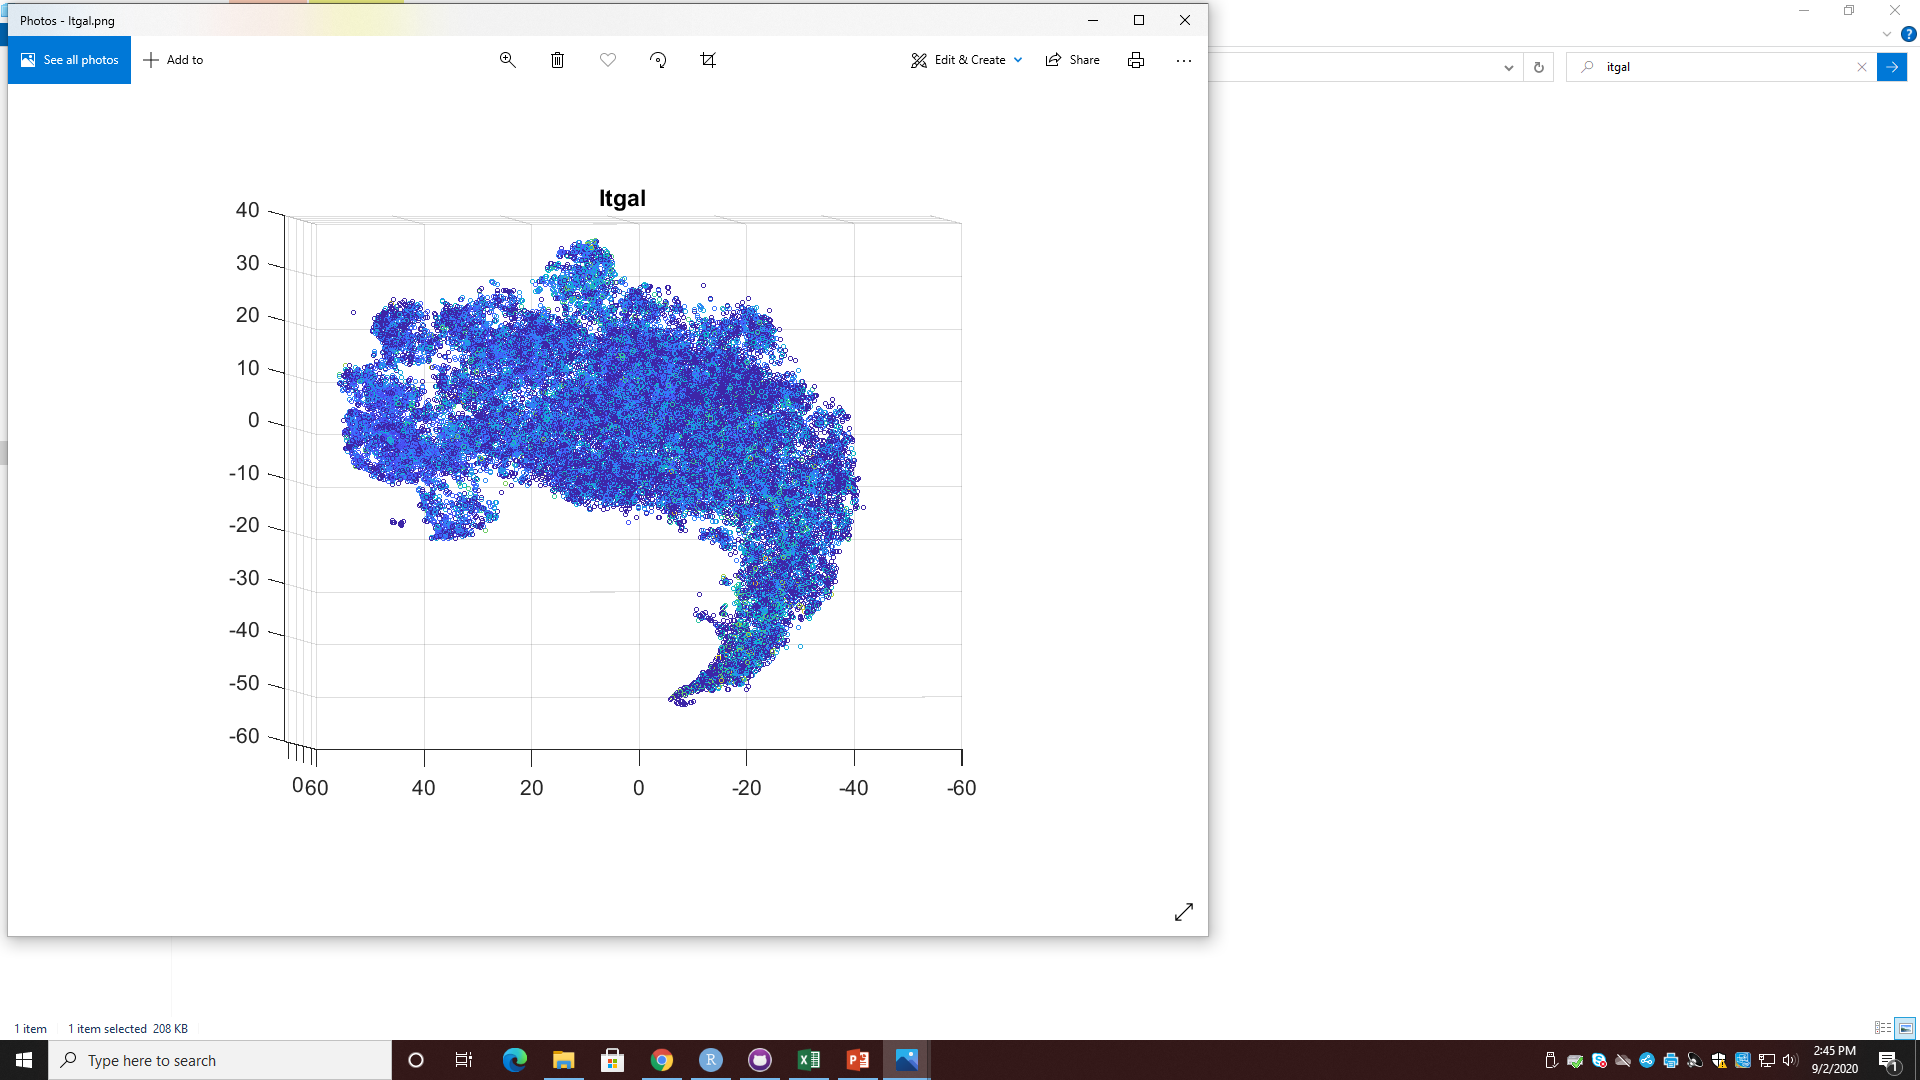 Photos - Itgal.png
See all photos
Add to
Edit & Create
Share
itgal
Itgal
40
30
20
10
0
-10
-20
-30
-40
-50
-60
0
60
40
20
0
-20
-40
-60
1 item
1 item selected 208 KB
Type here to search
2:45 PM
9/2/2020